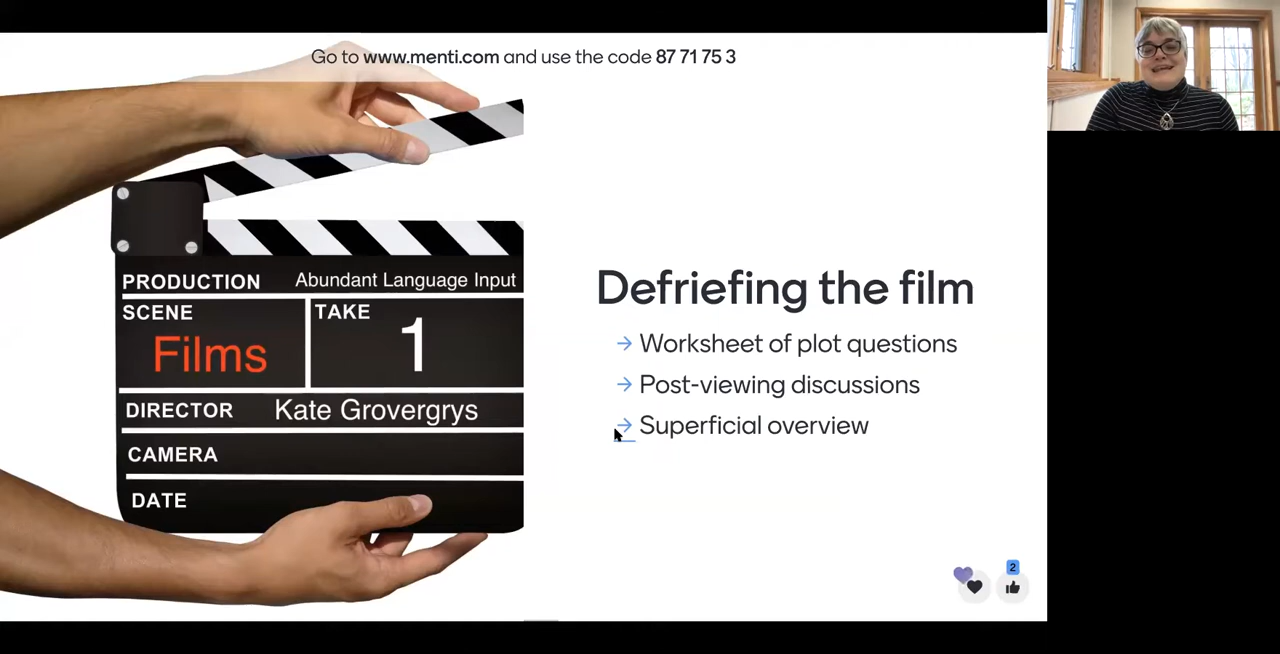 Go to www.menti.com and use the code 87 71 75 3
PRODUCTION Abundant Language Input
SCENE
Films
TAKE
1
DIRECTOR Kate Grovergrys
CAMERA
DATE
Defriefing the film
→ Worksheet of plot questions
→ Post-viewing discussions
→ Superficial overview
2